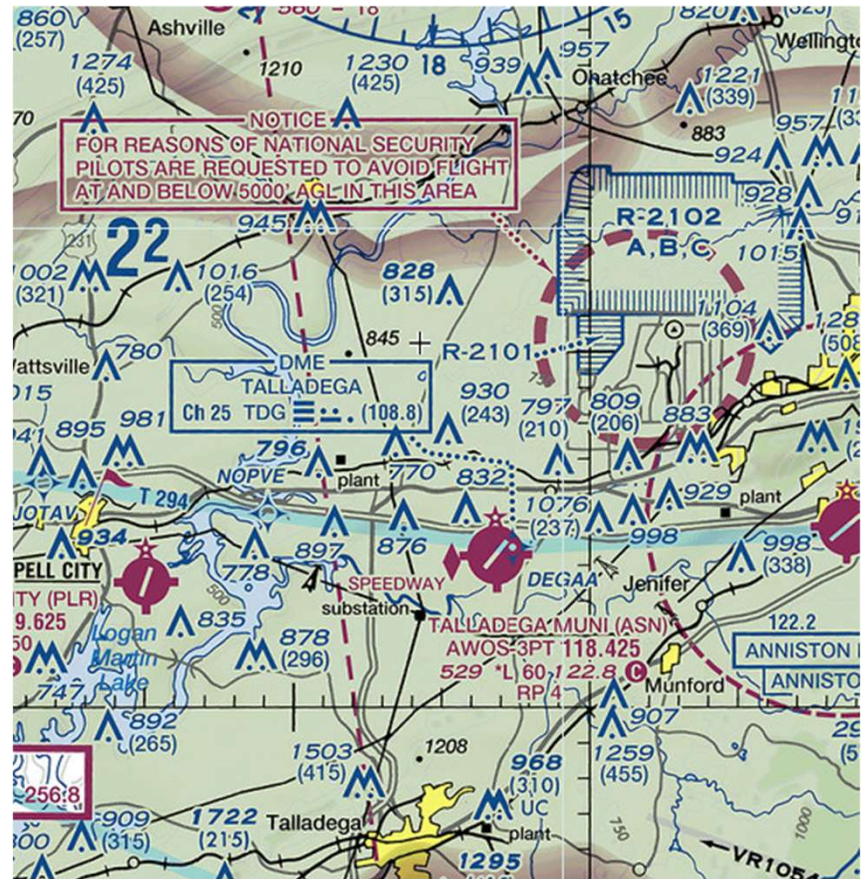 860
(257)
Ashville
1210
1274
(425)
1230
(425)
18
15
939
957
Ohatchee
820
1221
(339)
883
957
924
NOTICE
FOR REASONS OF NATIONAL SECURITY
PILOTS ARE REQUESTED TO AVOID FLIGHT
AT AND BELOW 5000' AGL IN THIS AREA
945
R-2102
A,B,C
928
1015
231
22
1002
(321)
1016
(254)
500
828
(315)
845
R-2101
1104
(369)
780
DME
TALLADEGA
Ch 25 TDG (108.8)
930
(243)
797
(210)
809
(206)
883
895
981
796
NOPVE
plant
770
832
1076
(237)
929
plant
T 294
934
897
876
998
998
(338)
PELL CITY
(PLR)
778
SPEEDWAY
DEGAA
Jenifer
substation
500
835
Logan
Martin
Lake
878
(296)
TALLADEGA MUNI (ASN)
AWOS-3PT 118.425
529 *L 60 122.8 C
RP 4
122.2
ANNISTON
Munford
747
892
(265)
907
1259
(455)
1503
(415)
1208
968
(310)
UC
256.8
909
(315)
1722
(215)
Talladega
plant
1295
750
1000
VR1054